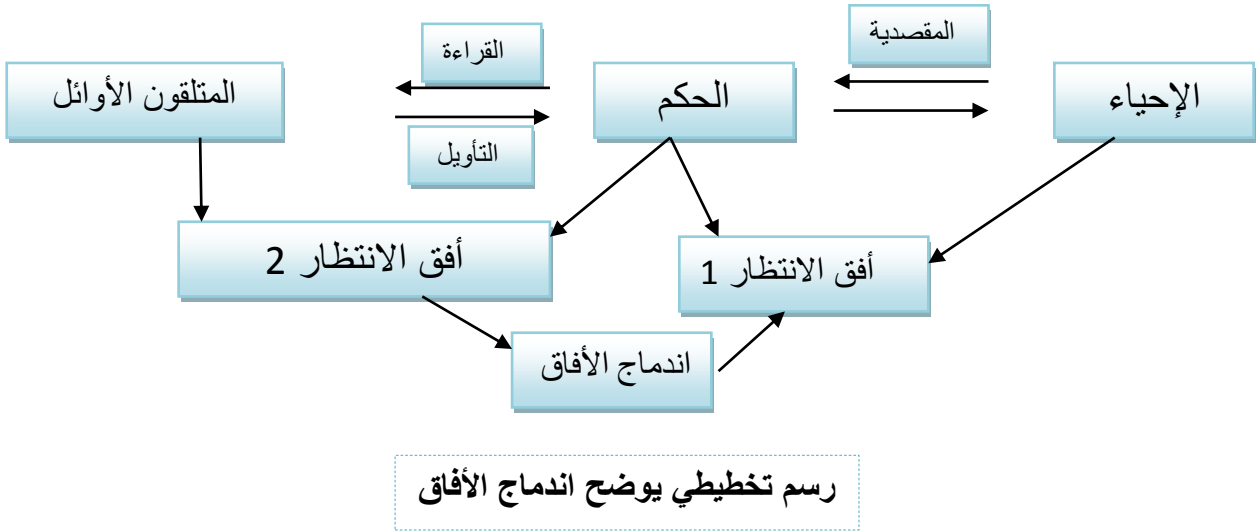 المقصدية
القراءة
الإحياء
الحكم
المتلقون الأوائل
التأويل
أفق الانتظار 1
أفق الانتظار 2
اندماج الأفاق
رسم تخطيطي يوضح اندماج الأفاق